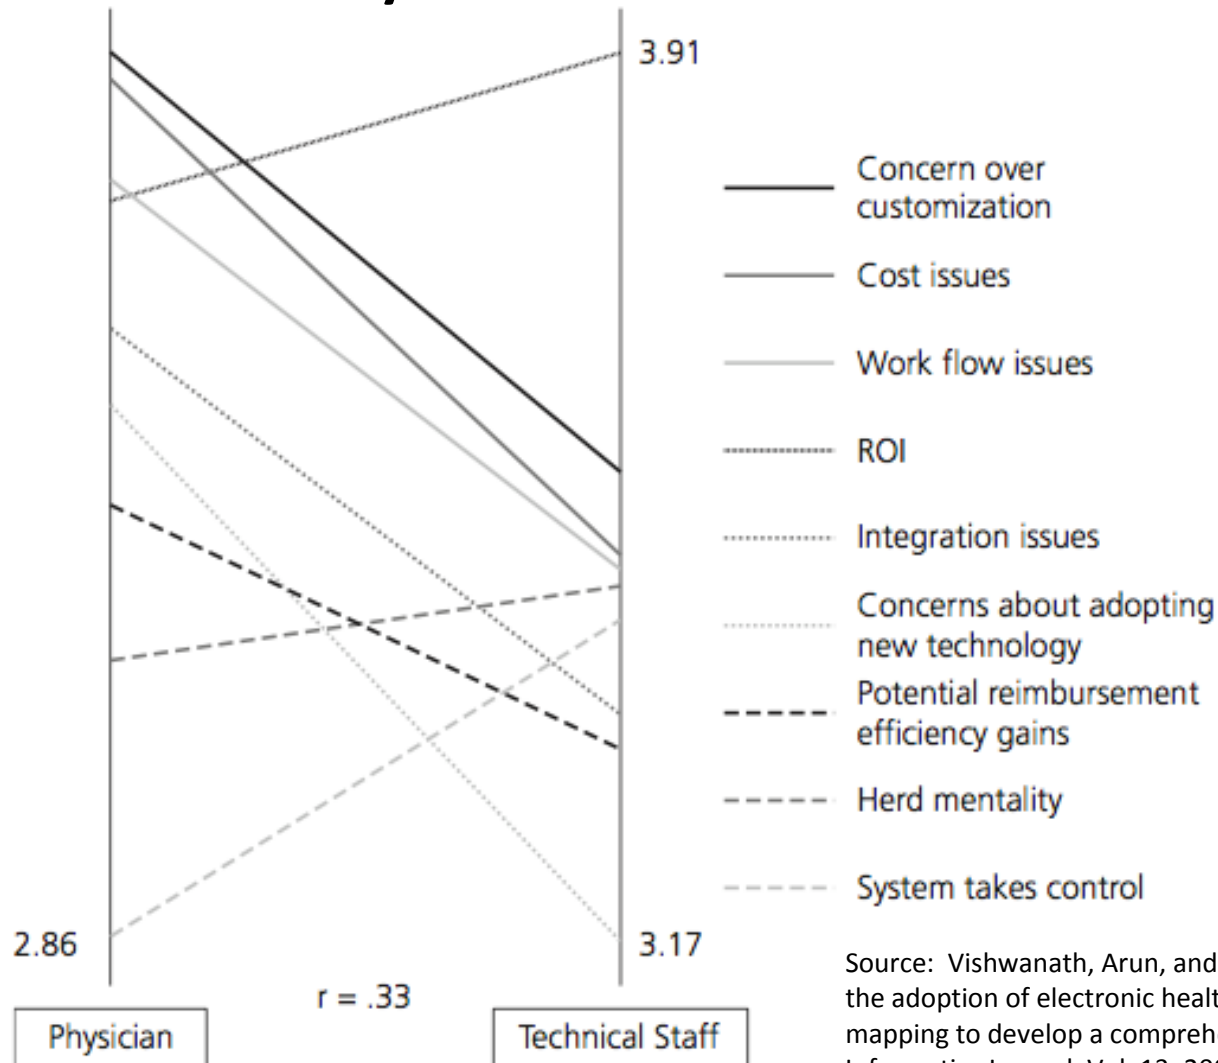 3.91
Concern over
customization
Cost issues
Work flow issues
ROI
Integration issues
Concerns about adopting
new technology
Potential reimbursement
efficiency gains
Herd mentality
System takes control
2.86
3.17
r = .33
Physician
Technical Staff
Source: Vishwanath, Arun, and
the adoption of electronic healt
mapping to develop a compreh